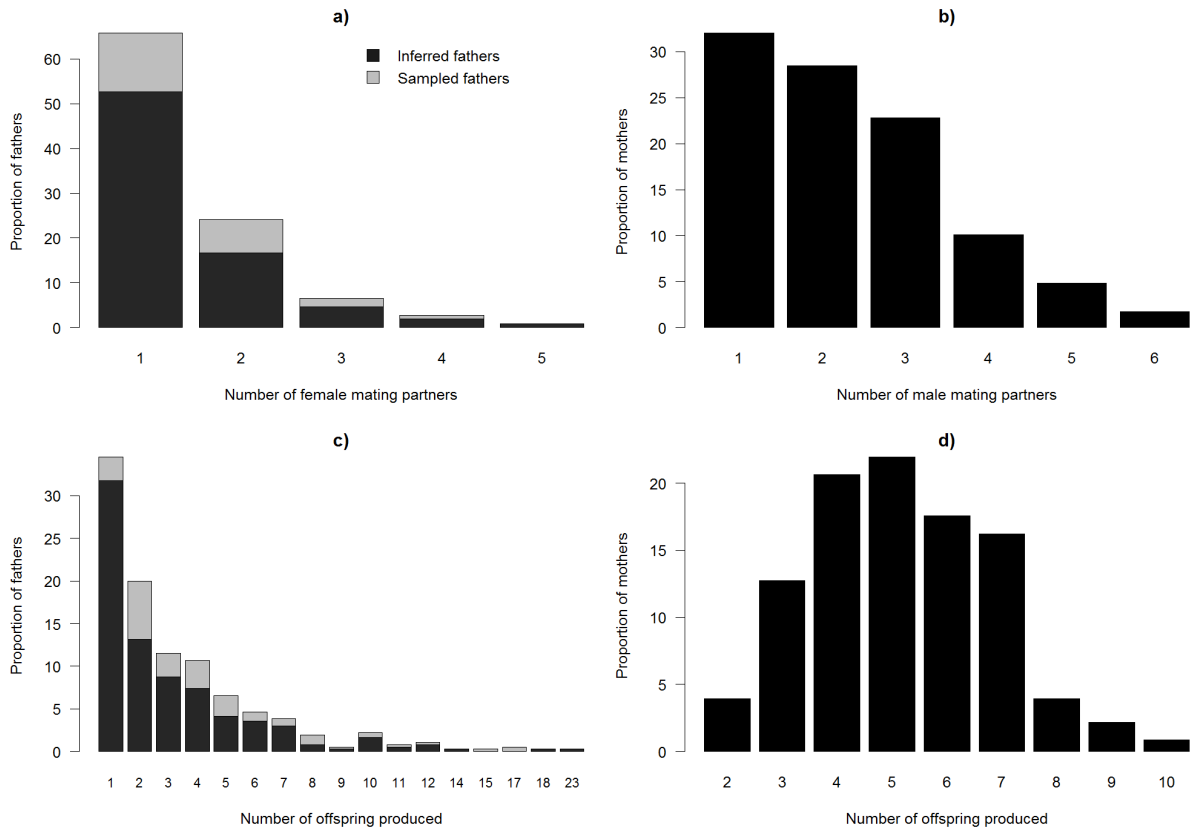 a)
Proportion of fathers
60
50
40
30
20
10
0
Inferred fathers
Sampled fathers
1 2 3 4 5
Number of female mating partners
b)
Proportion of mothers
30
25
20
15
10
5
0
1 2 3 4 5 6
Number of male mating partners
c)
Proportion of fathers
30
25
20
15
10
5
0
1 2 3 4 5 6 7 8 9 10 11 12 14 15 17 18 23
Number of offspring produced
d)
Proportion of mothers
20
15
10
5
0
2 3 4 5 6 7 8 9 10
Number of offspring produced